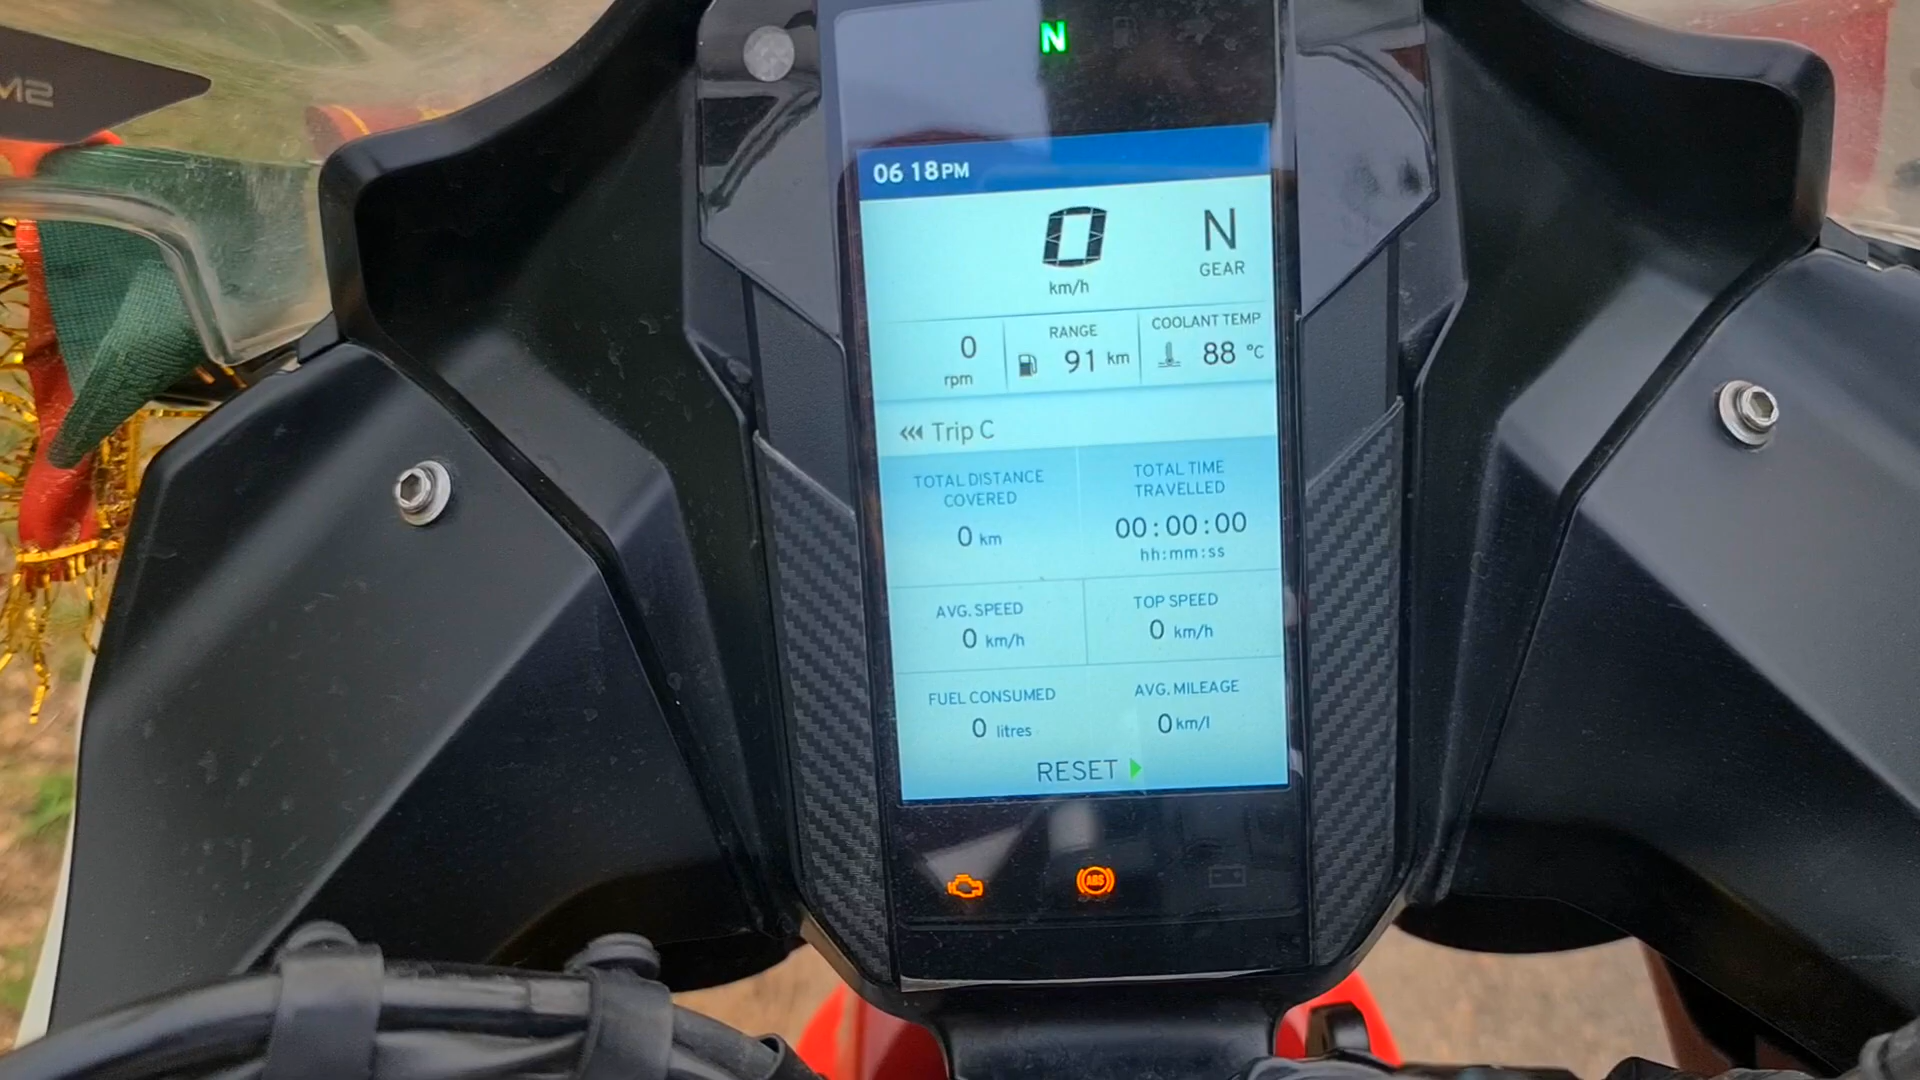 N
06 18 PM
0
km/h
N
GEAR
0
rpm
RANGE
91 km
COOLANT TEMP
88 °C
Trip C
TOTAL DISTANCE
COVERED
0 km
TOTAL TIME
TRAVELLED
00:00:00
hh:mm:ss
AVG. SPEED
0 km/h
TOP SPEED
0 km/h
FUEL CONSUMED
0 litres
AVG. MILEAGE
0 km/l
RESET
ABS